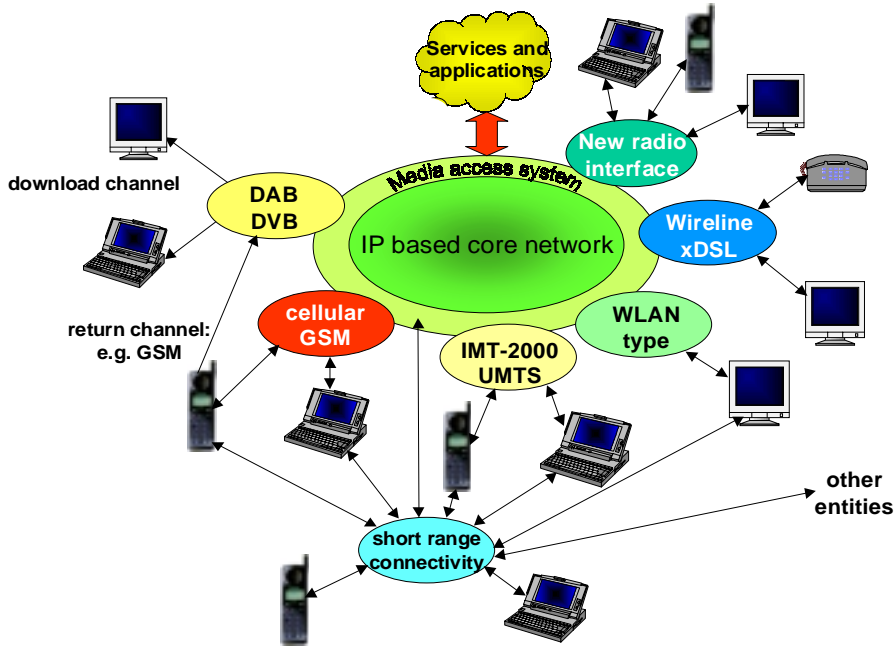 Services and
applications
New radio
interface
Media access system
download channel
DAB
DVB
Wireline
xDSL
IP based core network
return channel:
e.g. GSM
cellular
GSM
WLAN
type
IMT-2000
UMTS
other
entities
short range
connectivity